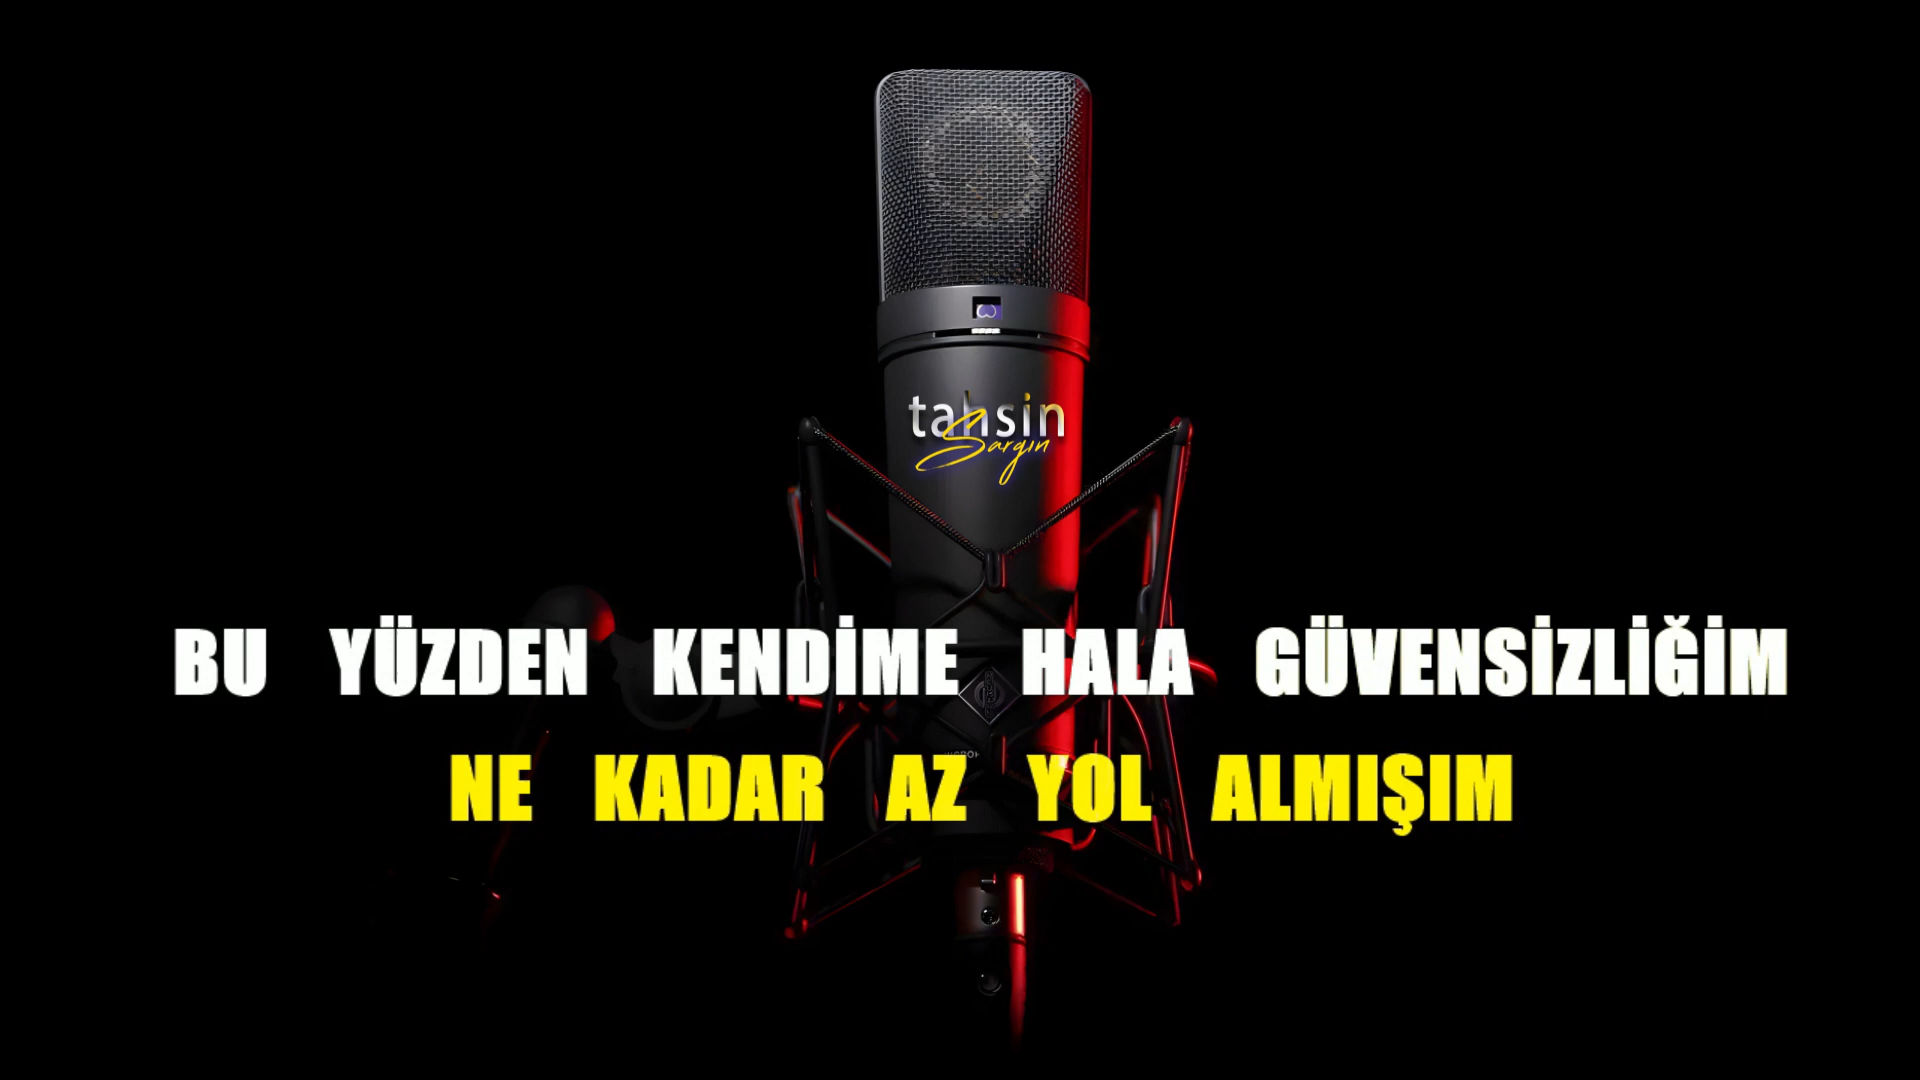 tahsin
Sargın
BU YÜZDEN KENDİME HALA GÜVENSİZLİĞİM
NE KADAR AZ YOL ALMIŞIM